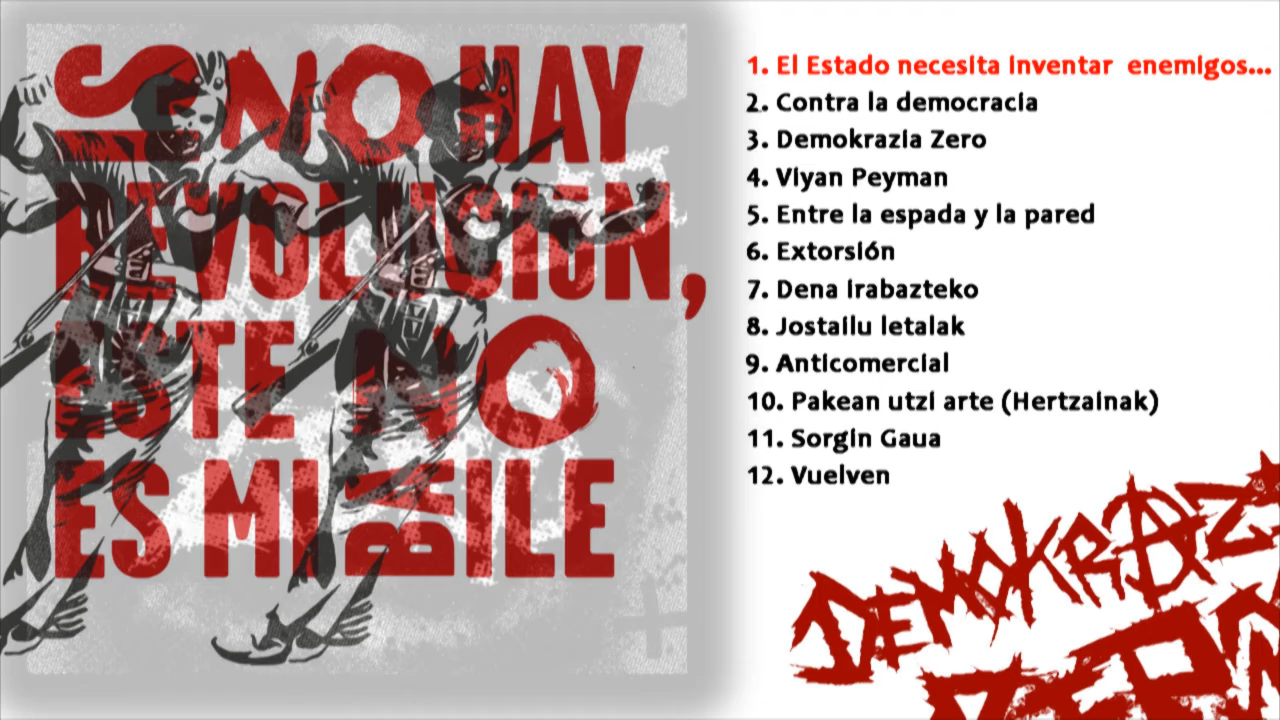 SI NO HAY
REVOLUCIÓN,
ESTE NO
ES MI BAILE
1. El Estado necesita inventar enemigos...
2. Contra la democracia
3. Demokrazia Zero
4. Viyan Peyman
5. Entre la espada y la pared
6. Extorsión
7. Dena irabazteko
8. Jostailu letalak
9. Anticomercial
10. Pakean utzi arte (Hertzainak)
11. Sorgin Gaua
12. Vuelven
DEMOKRAZ